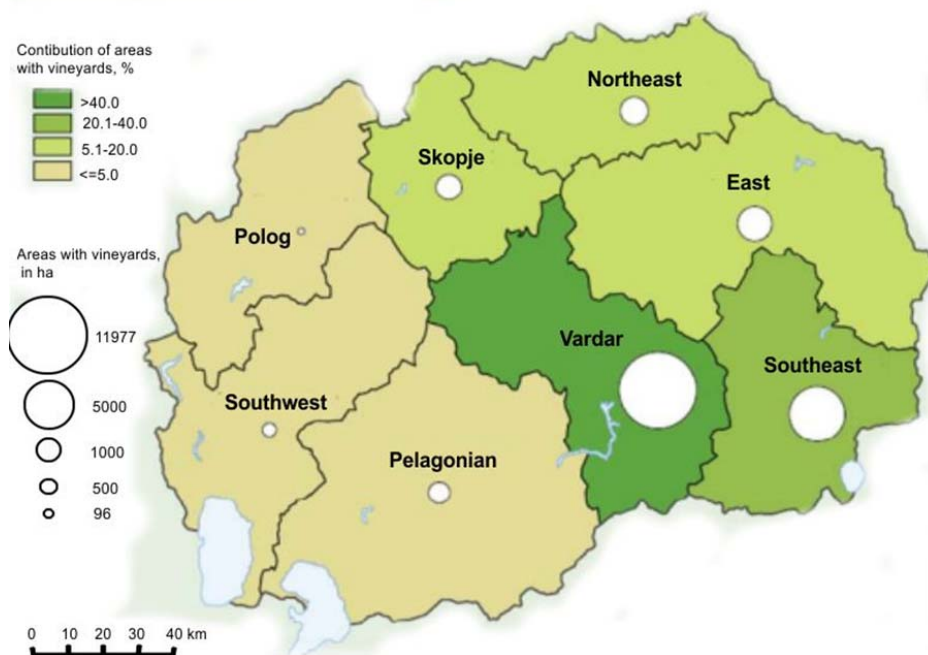 Contibution of areas
with vineyards, %
>40.0
20.1-40.0
5.1-20.0
<=5.0
Northeast
Skopje
East
Polog
Areas with vineyards,
in ha
11977
5000
1000
500
96
Vardar
Southeast
Southwest
Pelagonian
0 10 20 30 40 km